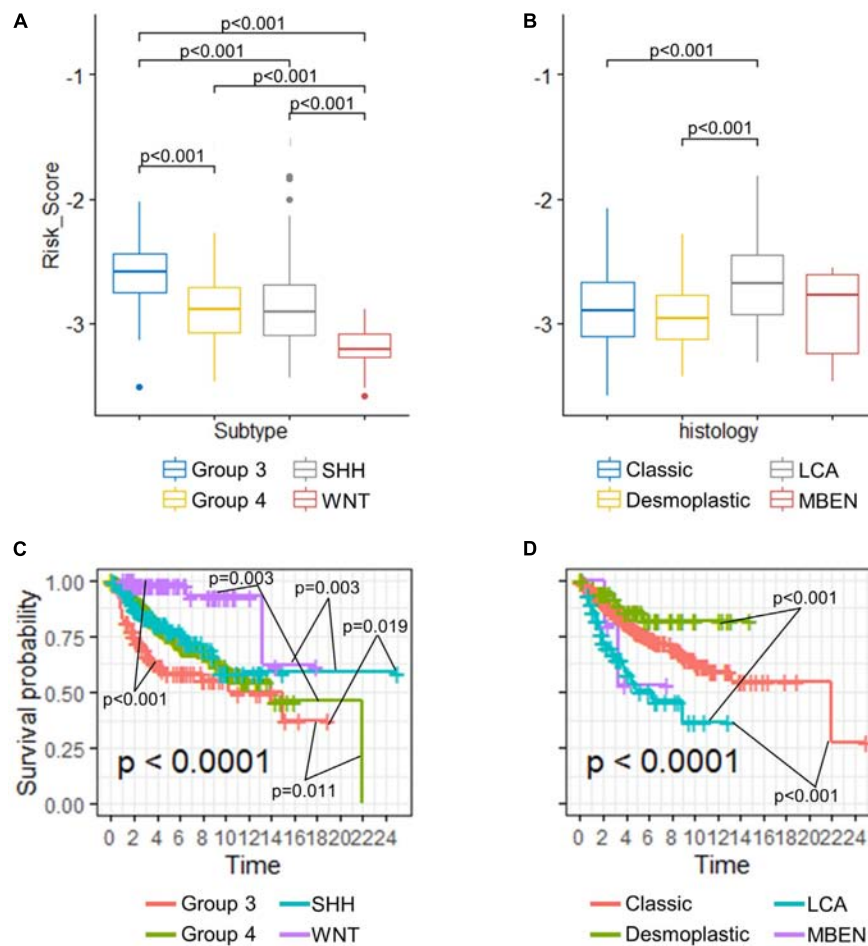 A
p<0.001
p<0.001
p<0.001
p<0.001
p<0.001
-1
-2
-3
Risk_Score
Subtype
Group 3
SHH
Group 4
WNT
B
p<0.001
p<0.001
-1
-2
-3
histology
Classic
LCA
Desmoplastic
MBEN
C
1.00
0.75
0.50
0.25
0.00
Survival probability
p=0.003
p=0.003
p=0.019
p<0.001
p < 0.0001
p=0.011
0 2 4 6 8 10 12 14 16 18 20 22 24
Time
Group 3
SHH
Group 4
WNT
D
p<0.001
p < 0.0001
p<0.001
0 2 4 6 8 10 12 14 16 18 20 22 24
Time
Classic
LCA
Desmoplastic
MBEN